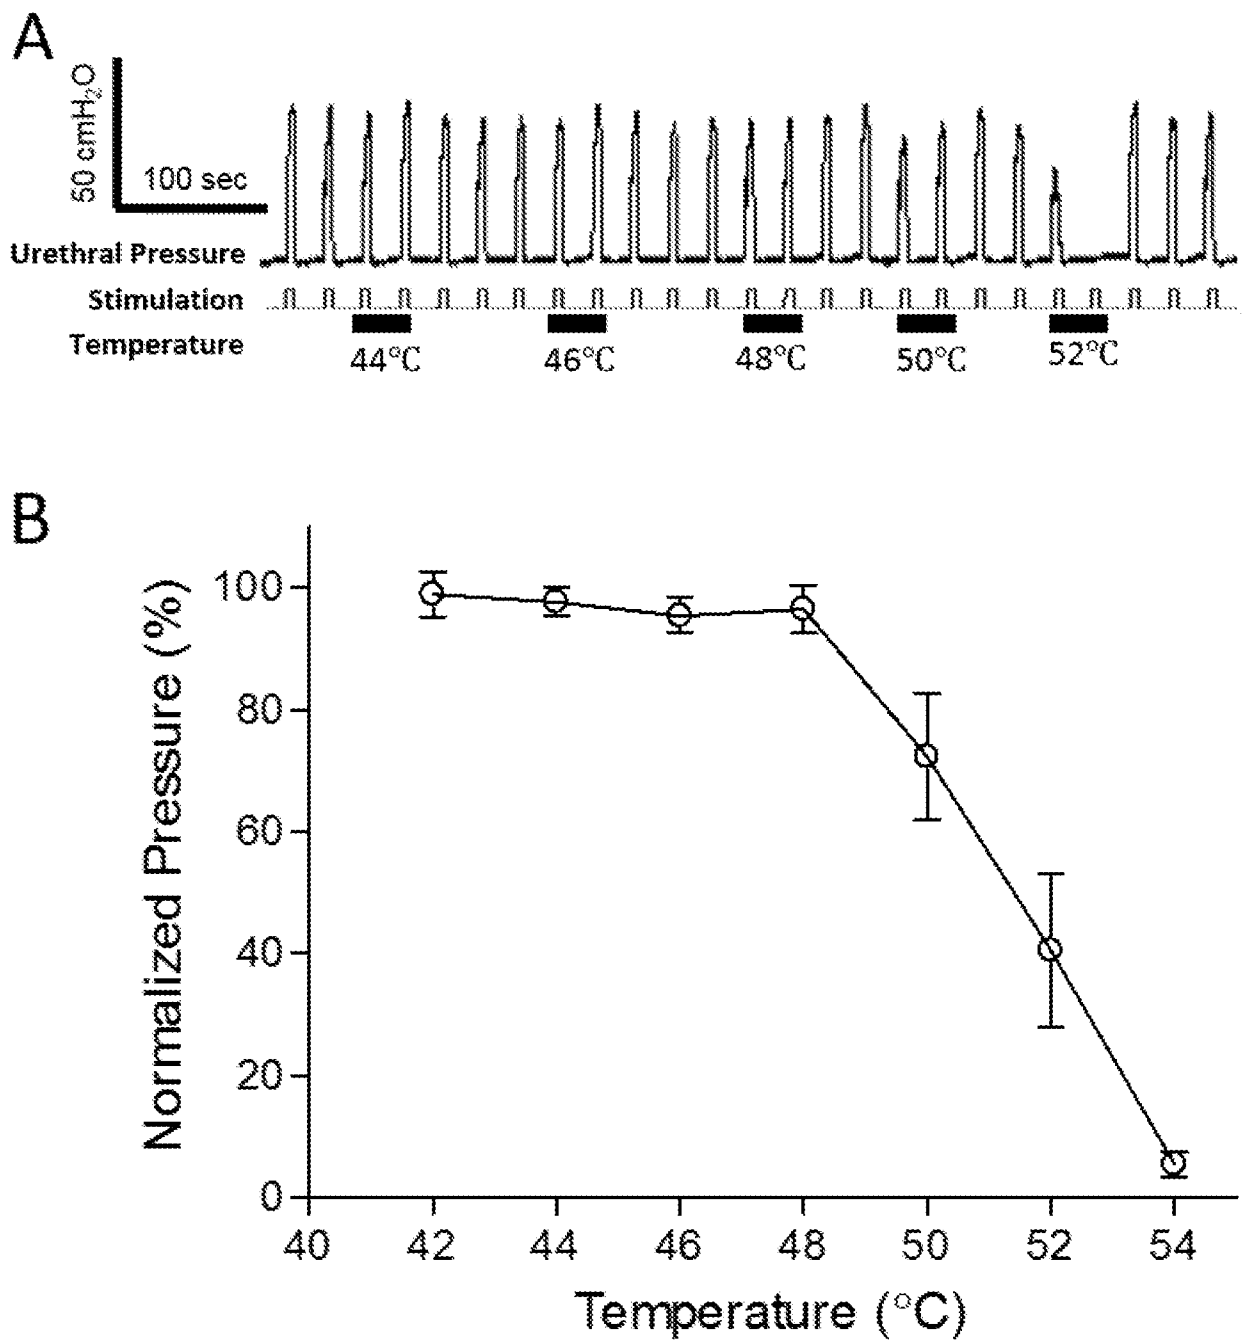 A
50 cmH₂O
100 sec
Urethral Pressure
Stimulation
Temperature
44°C 46°C 48°C 50°C 52°C
B
Normalized Pressure (%)
100
80
60
40
20
0
40 42 44 46 48 50 52 54
Temperature (°C)